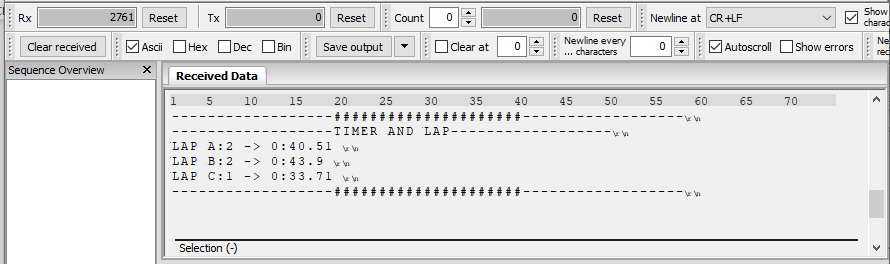 Rx 2761 Reset Tx 0 Reset Count 0 0 Reset Newline at CR+LF Show
Clear received Ascii Hex Dec Bin Save output Clear at 0 Newline every ... characters 0 Autoscroll Show errors
Sequence Overview
Received Data
1 5 10 15 20 25 30 35 40 45 50 55 60 65 70
------------------#####################------------------\r\n
------------------TIMER AND LAP------------------\r\n
LAP A:2 -> 0:40.51 \r\n
LAP B:2 -> 0:43.9 \r\n
LAP C:1 -> 0:33.71 \r\n
------------------#####################------------------\r\n
Selection (-)